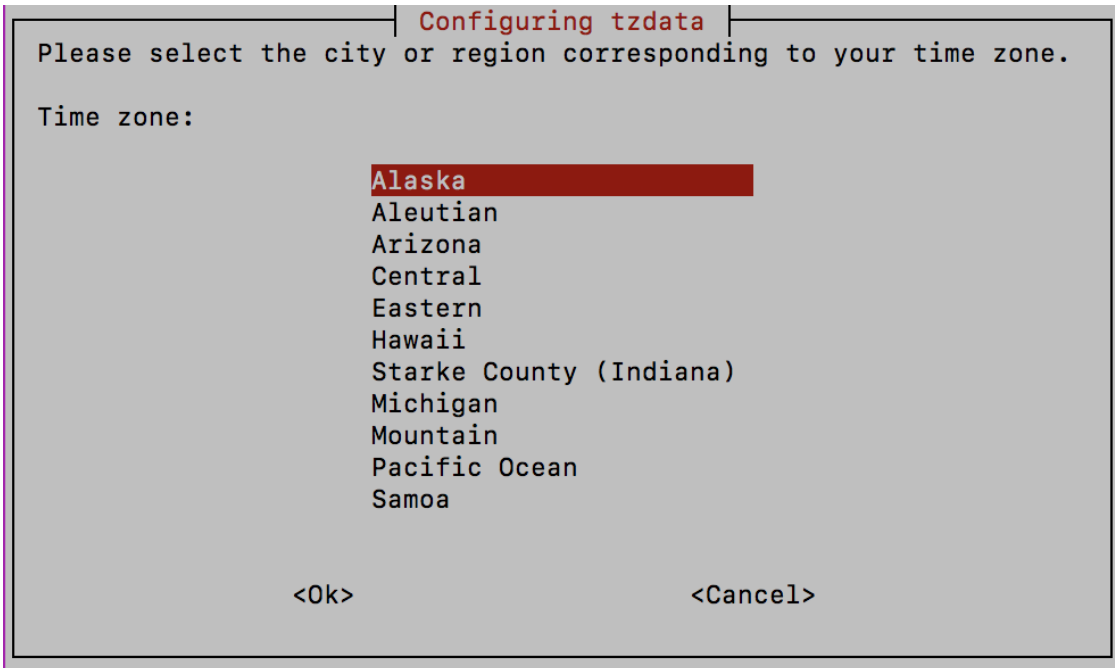 Configuring tzdata
Please select the city or region corresponding to your time zone.
Time zone:
Alaska
Aleutian
Arizona
Central
Eastern
Hawaii
Starke County (Indiana)
Michigan
Mountain
Pacific Ocean
Samoa
<Ok> <Cancel>